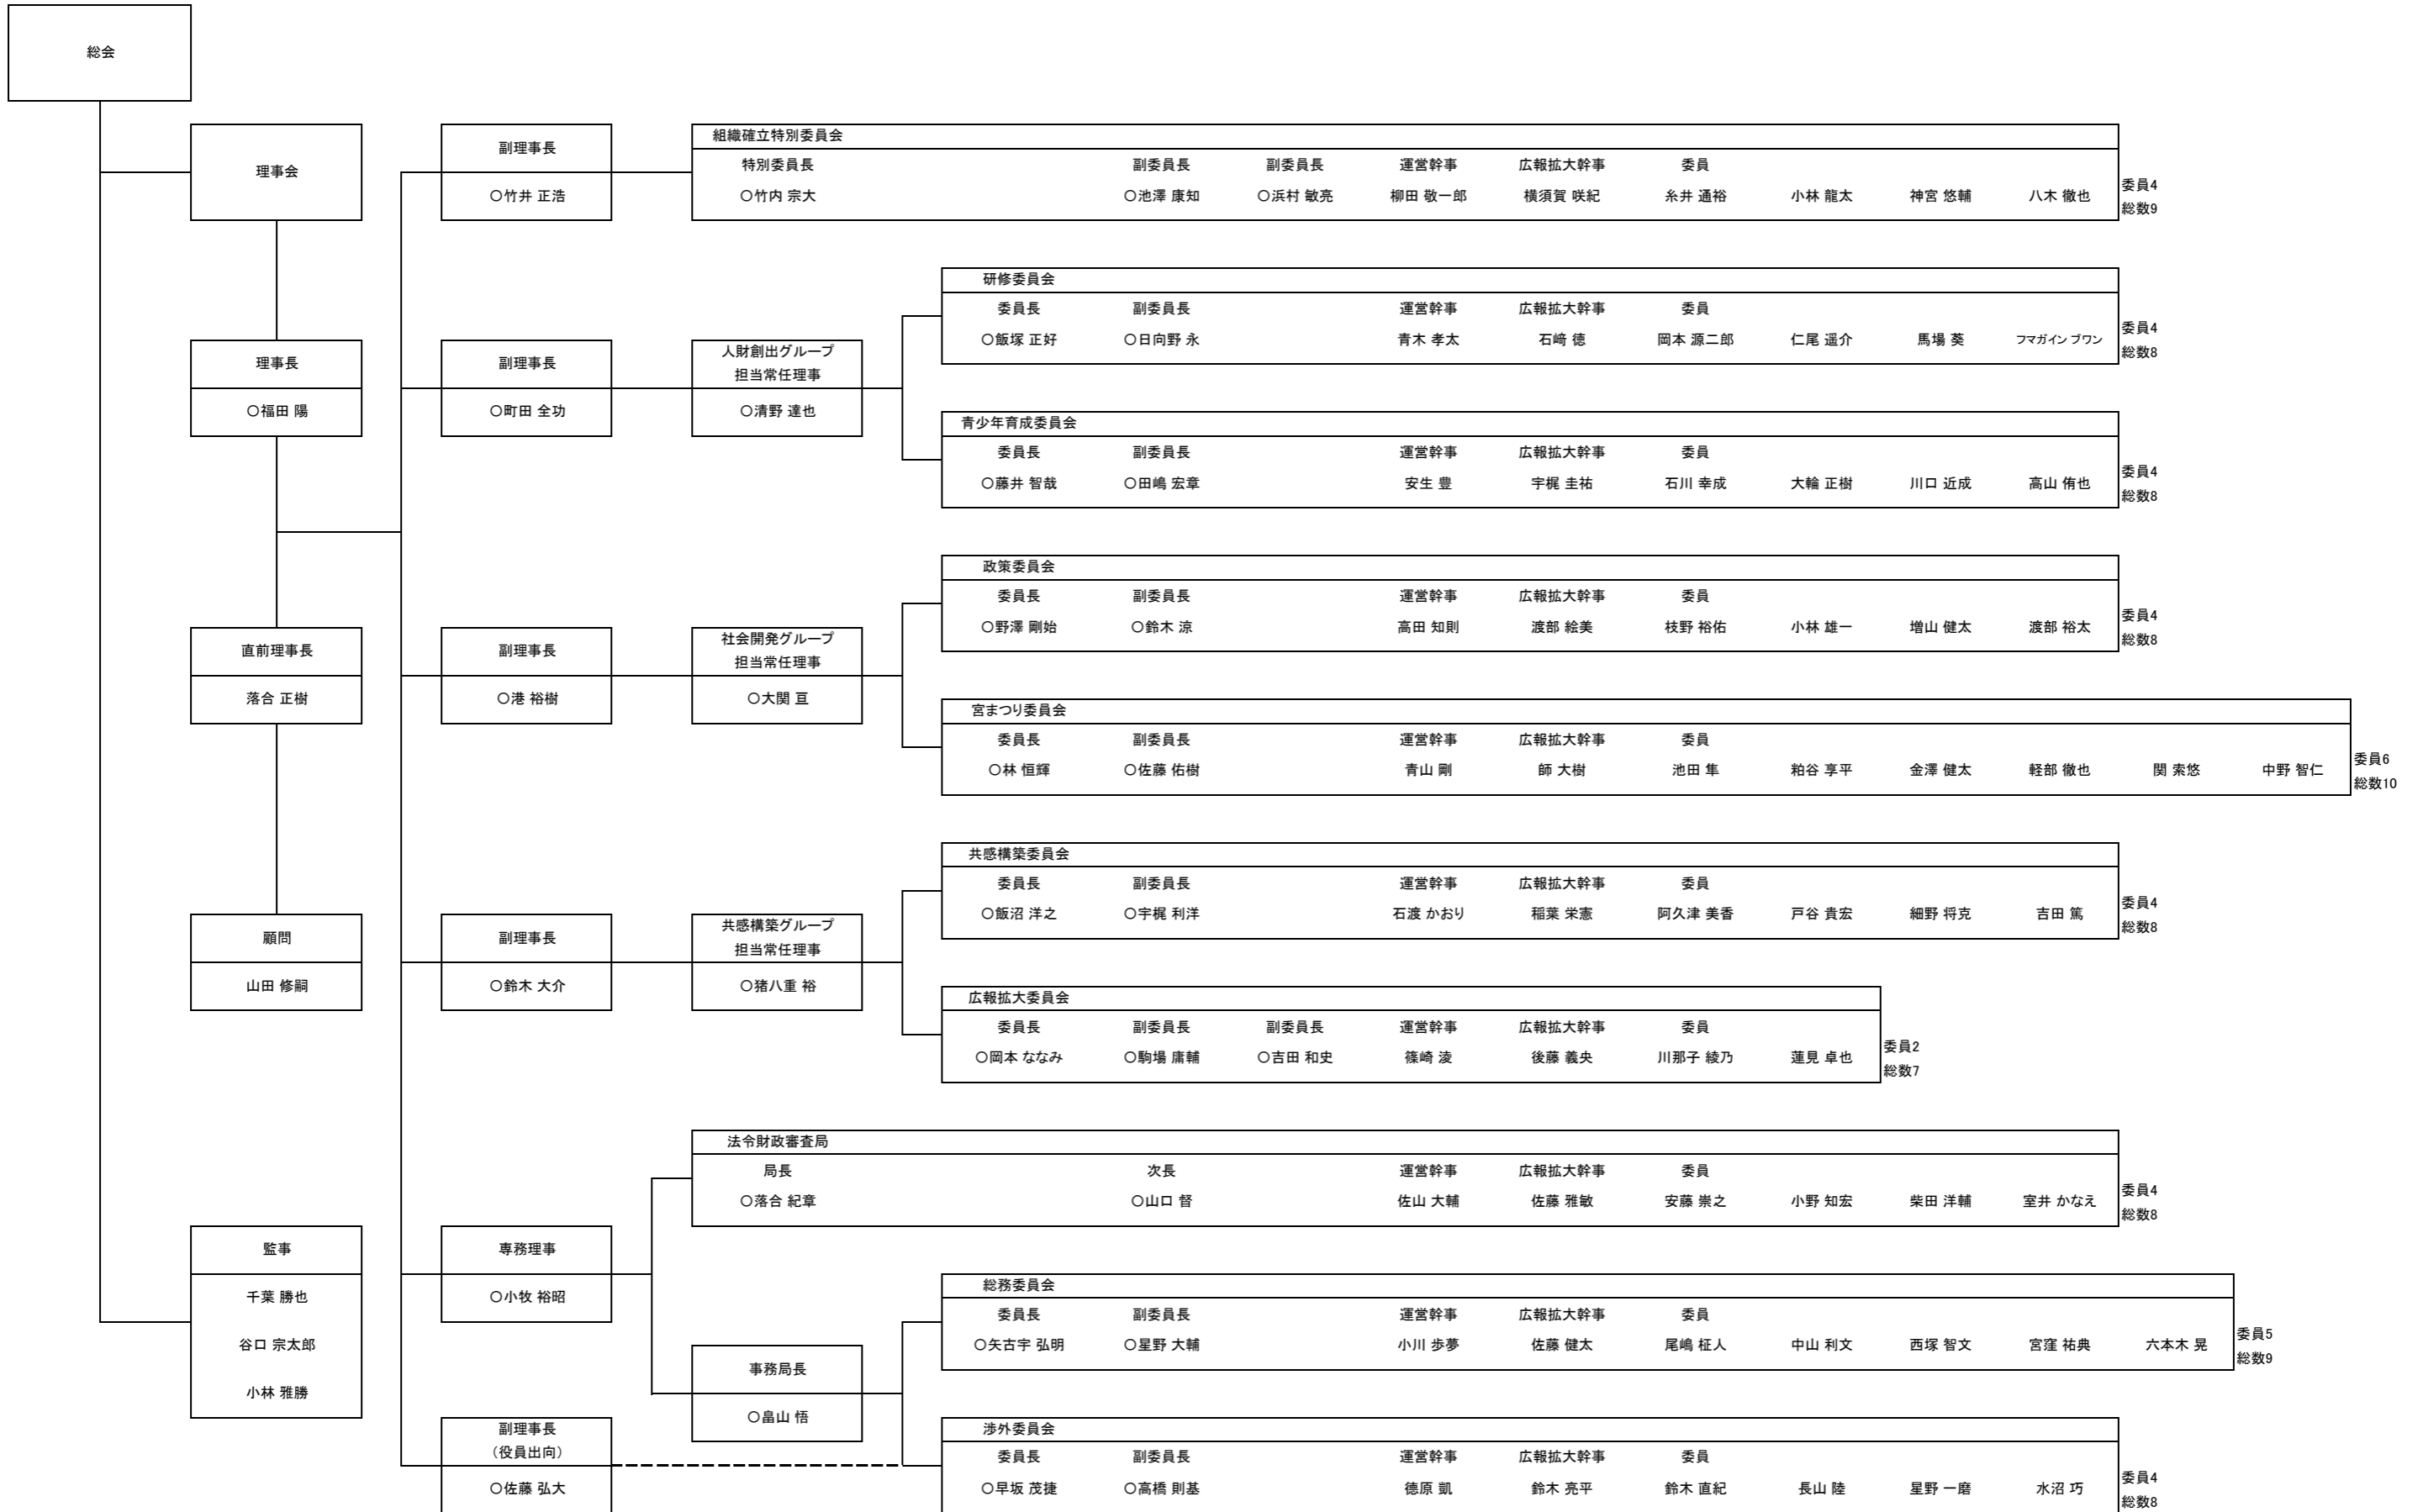 総会
理事会
理事長
〇福田 陽
直前理事長
落合 正樹
顧問
山田 修嗣
監事
千葉 勝也
谷口 宗太郎
小林 雅勝
副理事長
〇竹井 正浩
組織確立特別委員会
特別委員長 副委員長 副委員長 運営幹事 広報拡大幹事 委員
〇竹内 宗大 〇池澤 康知 〇浜村 敏亮 柳田 敬一郎 横須賀 咲紀 糸井 通裕 小林 龍太 神宮 悠輔 八木 徹也
委員4
総数9
副理事長
〇町田 全功
人財創出グループ
担当常任理事
〇清野 達也
研修委員会
委員長 副委員長 運営幹事 広報拡大幹事 委員
〇飯塚 正好 〇日向野 永 青木 孝太 石﨑 徳 岡本 源二郎 仁尾 遥介 馬場 葵 フマガイン ブワン
委員4
総数8
青少年育成委員会
委員長 副委員長 運営幹事 広報拡大幹事 委員
〇藤井 智哉 〇田嶋 宏章 安生 豊 宇梶 圭祐 石川 幸成 大輪 正樹 川口 近成 高山 侑也
委員4
総数8
副理事長
〇港 裕樹
社会開発グループ
担当常任理事
〇大関 亘
政策委員会
委員長 副委員長 運営幹事 広報拡大幹事 委員
〇野澤 剛始 〇鈴木 涼 高田 知則 渡部 絵美 枝野 裕佑 小林 雄一 増山 健太 渡部 裕太
委員4
総数8
宮まつり委員会
委員長 副委員長 運営幹事 広報拡大幹事 委員
〇林 恒輝 〇佐藤 佑樹 青山 剛 師 大樹 池田 隼 粕谷 享平 金澤 健太 軽部 徹也 関 索悠 中野 智仁
委員6
総数10
副理事長
〇鈴木 大介
共感構築グループ
担当常任理事
〇猪八重 裕
共感構築委員会
委員長 副委員長 運営幹事 広報拡大幹事 委員
〇飯沼 洋之 〇宇梶 利洋 石渡 かおり 稲葉 栄憲 阿久津 美香 戸谷 貴宏 細野 将克 吉田 篤
委員4
総数8
広報拡大委員会
委員長 副委員長 副委員長 運営幹事 広報拡大幹事 委員
〇岡本 ななみ 〇駒場 庸輔 〇吉田 和史 篠崎 淩 後藤 義央 川那子 綾乃 蓮見 卓也
委員2
総数7
専務理事
〇小牧 裕昭
法令財政審査局
局長 次長 運営幹事 広報拡大幹事 委員
〇落合 紀章 〇山口 督 佐山 大輔 佐藤 雅敏 安藤 崇之 小野 知宏 柴田 洋輔 室井 かなえ
委員4
総数8
事務局長
〇畠山 悟
総務委員会
委員長 副委員長 運営幹事 広報拡大幹事 委員
〇矢古宇 弘明 〇星野 大輔 小川 歩夢 佐藤 健太 尾嶋 柾人 中山 利文 西塚 智文 宮窪 祐典 六本木 晃
委員5
総数9
副理事長
(役員出向)
〇佐藤 弘大
渉外委員会
委員長 副委員長 運営幹事 広報拡大幹事 委員
〇早坂 茂捷 〇高橋 則基 德原 凱 鈴木 亮平 鈴木 直紀 長山 陸 星野 一磨 水沼 巧
委員4
総数8